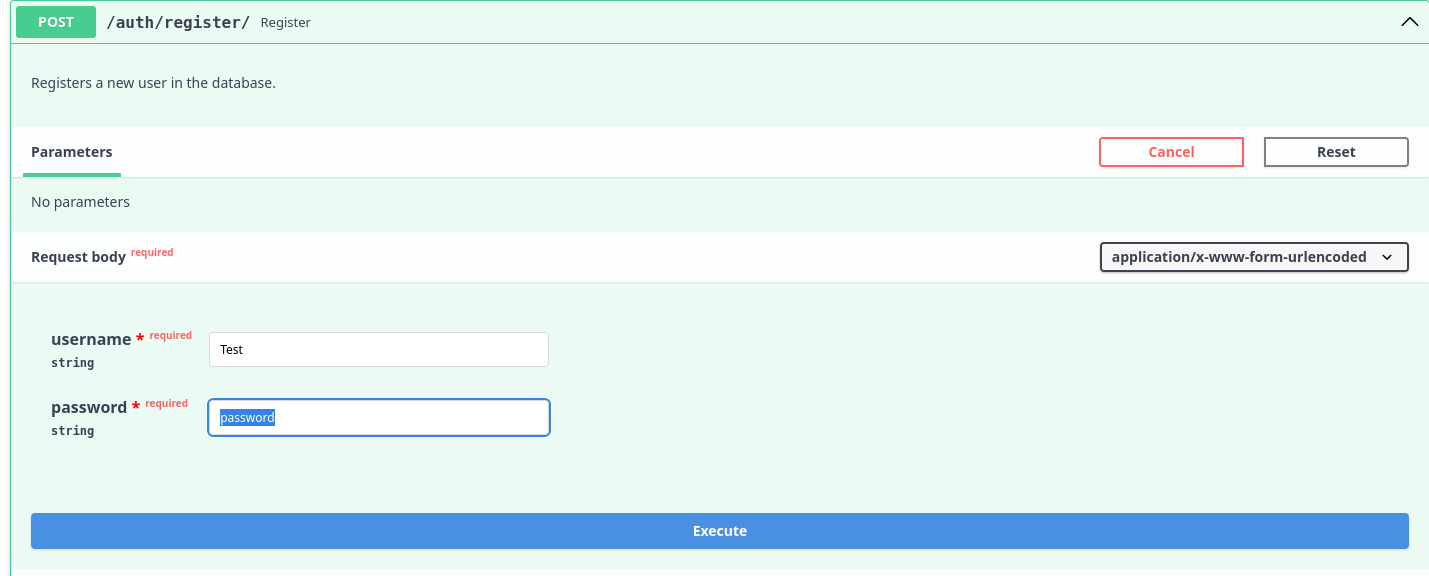 POST /auth/register/ Register
Registers a new user in the database.
Parameters Cancel Reset
No parameters
Request body required application/x-www-form-urlencoded
username * required
string
Test
password * required
string
password
Execute